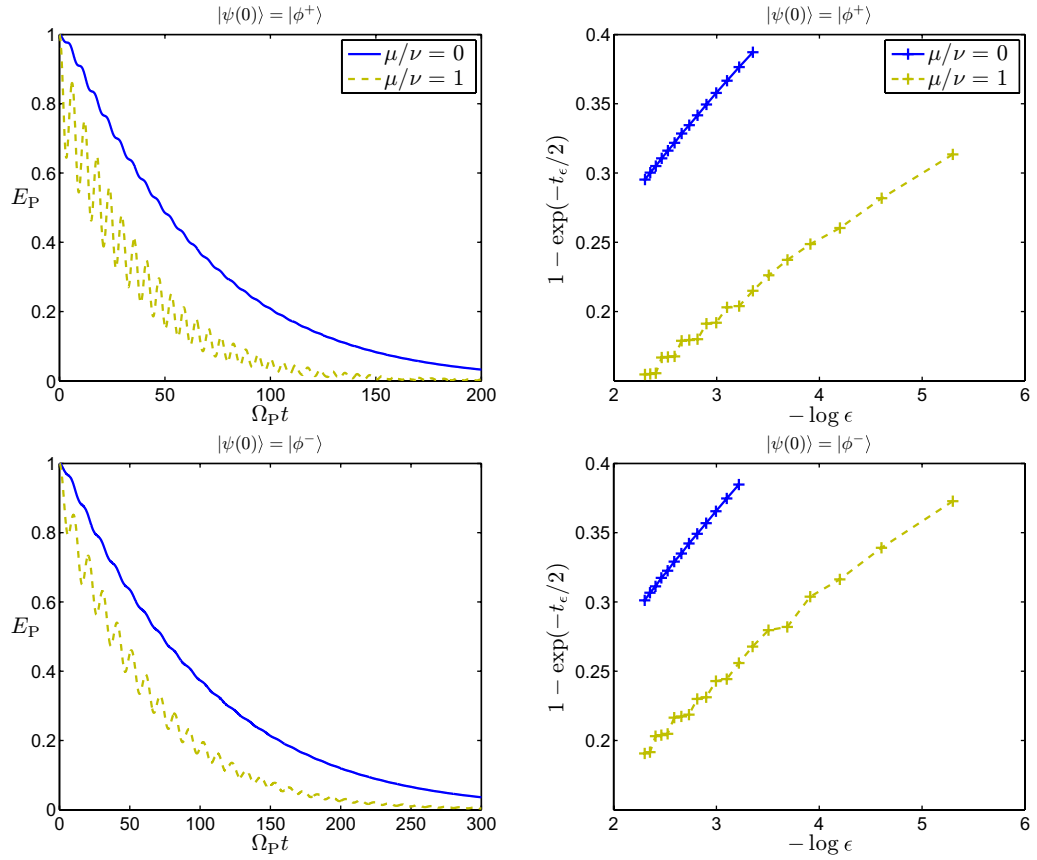 |ψ(0)⟩ = |ϕ⁺⟩
1
0.8
0.6
0.4
0.2
0
E_P
μ/ν = 0
μ/ν = 1
0 50 100 150 200
Ω_P t
|ψ(0)⟩ = |ϕ⁺⟩
0.4
0.35
0.3
0.25
0.2
1 − exp(−t_ϵ/2)
μ/ν = 0
μ/ν = 1
2 3 4 5 6
− log ϵ
|ψ(0)⟩ = |ϕ⁻⟩
1
0.8
0.6
0.4
0.2
0
E_P
0 50 100 150 200 250 300
Ω_P t
|ψ(0)⟩ = |ϕ⁻⟩
0.4
0.35
0.3
0.25
0.2
1 − exp(−t_ϵ/2)
2 3 4 5 6
− log ϵ